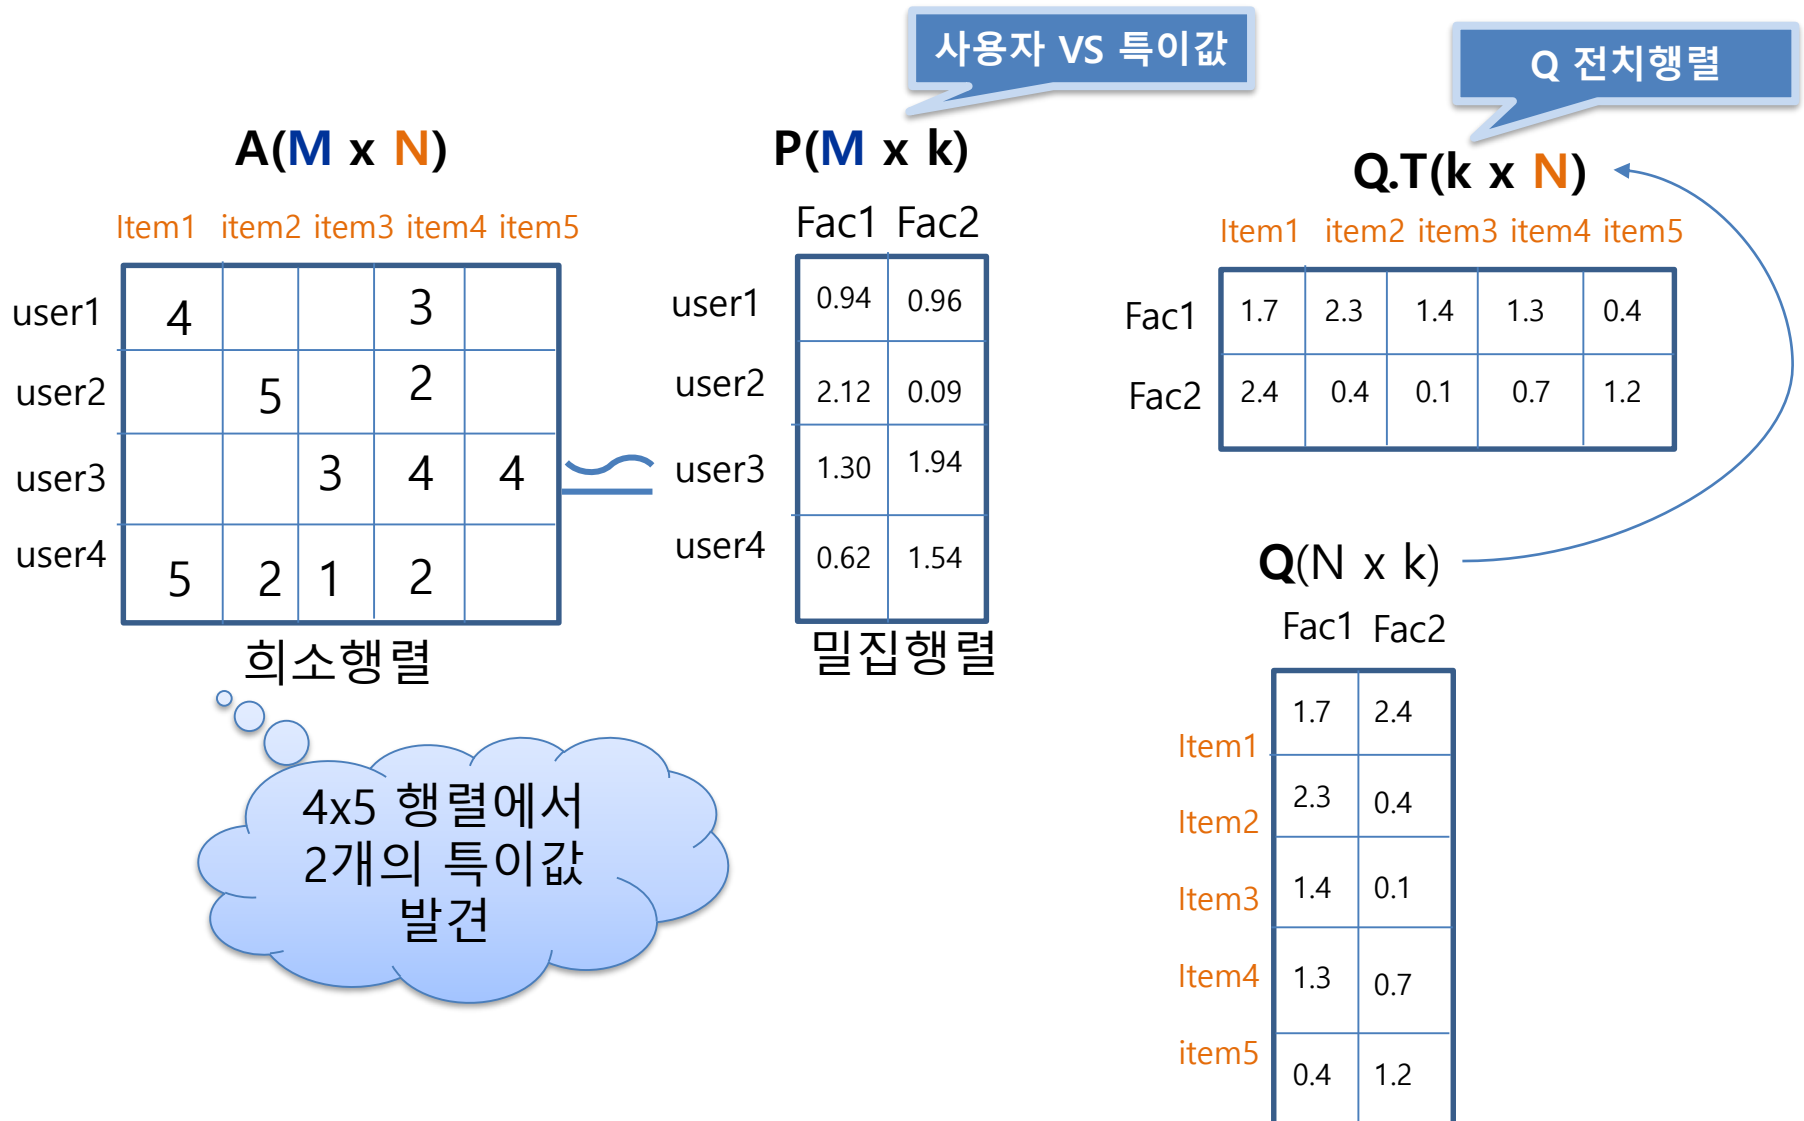 사용자 VS 특이값
Q 전치행렬
A(M x N)
P(M x k)
Q.T(k x N)
Item1 item2 item3 item4 item5
user1 4 3
user2 5 2
user3 3 4 4
user4 5 2 1 2
희소행렬
4x5 행렬에서
2개의 특이값
발견
Fac1 Fac2
user1 0.94 0.96
user2 2.12 0.09
user3 1.30 1.94
user4 0.62 1.54
밀집행렬
Item1 item2 item3 item4 item5
Fac1 1.7 2.3 1.4 1.3 0.4
Fac2 2.4 0.4 0.1 0.7 1.2
Q(N x k)
Fac1 Fac2
Item1 1.7 2.4
Item2 2.3 0.4
Item3 1.4 0.1
Item4 1.3 0.7
item5 0.4 1.2